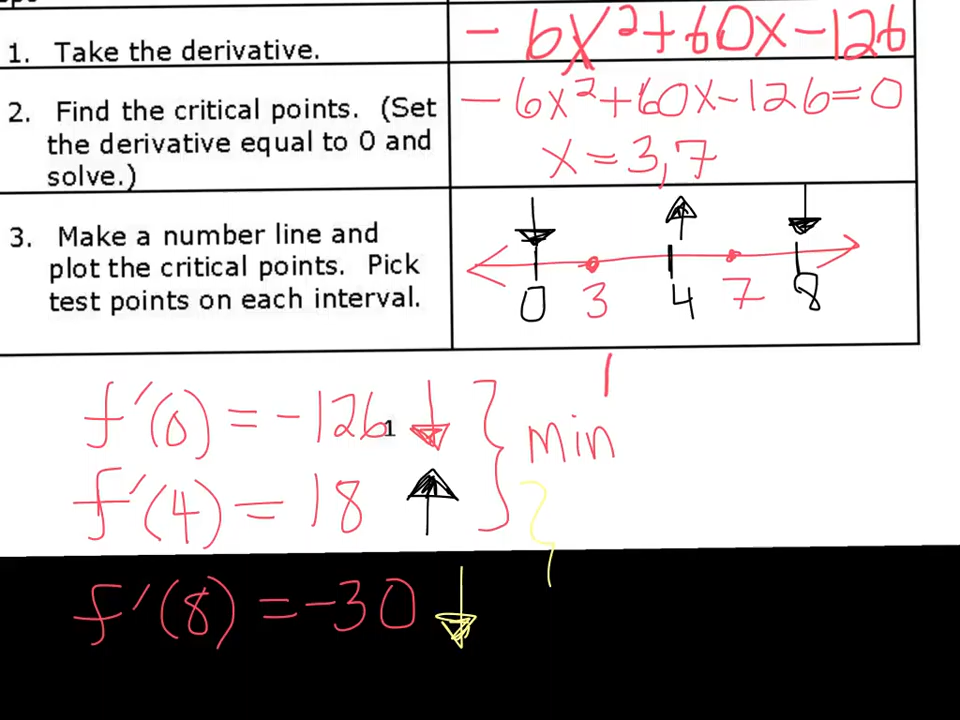 1. Take the derivative.
- 6x²+60x-126
2. Find the critical points. (Set
the derivative equal to 0 and
solve.)
- 6x²+60x-126=0
x=3,7
3. Make a number line and
plot the critical points. Pick
test points on each interval.
0 3 4 7 8
f'(0) = -126
f'(4) = 18
min
f'(8) = -30